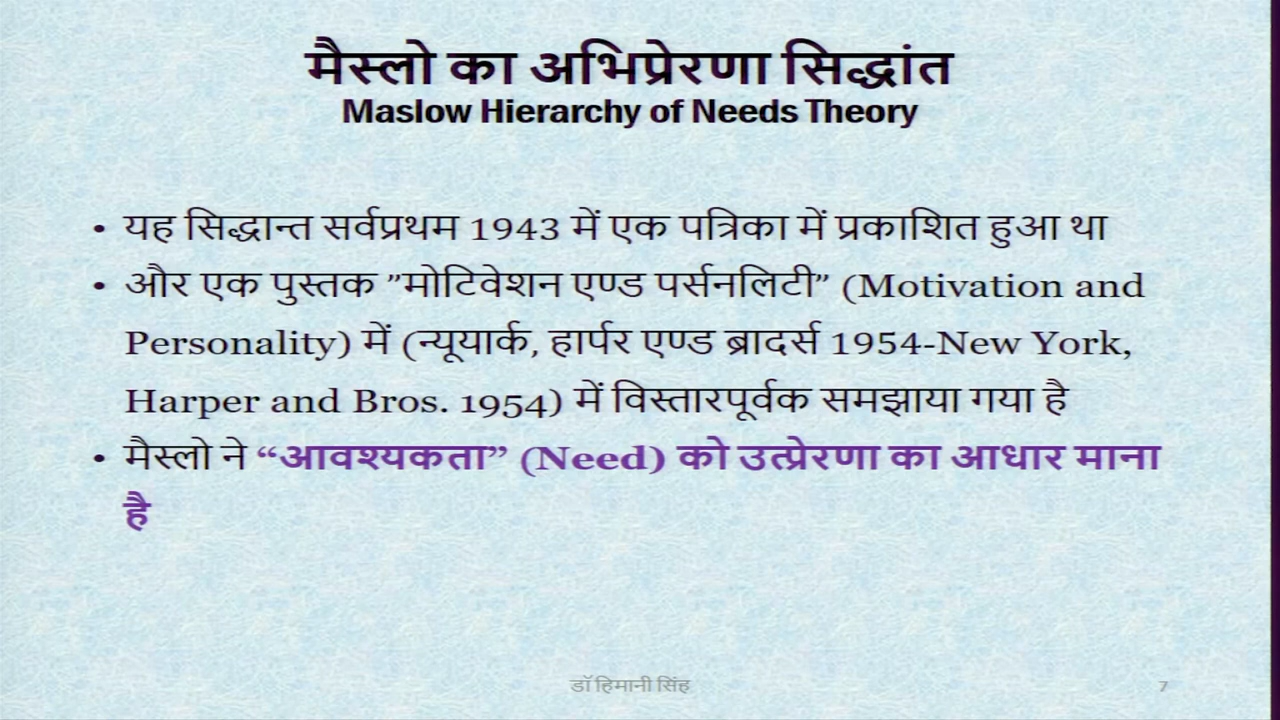 मैस्लो का अभिप्रेरणा सिद्धांत
Maslow Hierarchy of Needs Theory
• यह सिद्धान्त सर्वप्रथम 1943 में एक पत्रिका में प्रकाशित हुआ था
• और एक पुस्तक ”मोटिवेशन एण्ड पर्सनलिटी” (Motivation and
Personality) में (न्यूयार्क, हार्पर एण्ड ब्रादर्स 1954-New York,
Harper and Bros. 1954) में विस्तारपूर्वक समझाया गया है
• मैस्लो ने “आवश्यकता” (Need) को उत्प्रेरणा का आधार माना
है
डॉ हिमानी सिंह 7